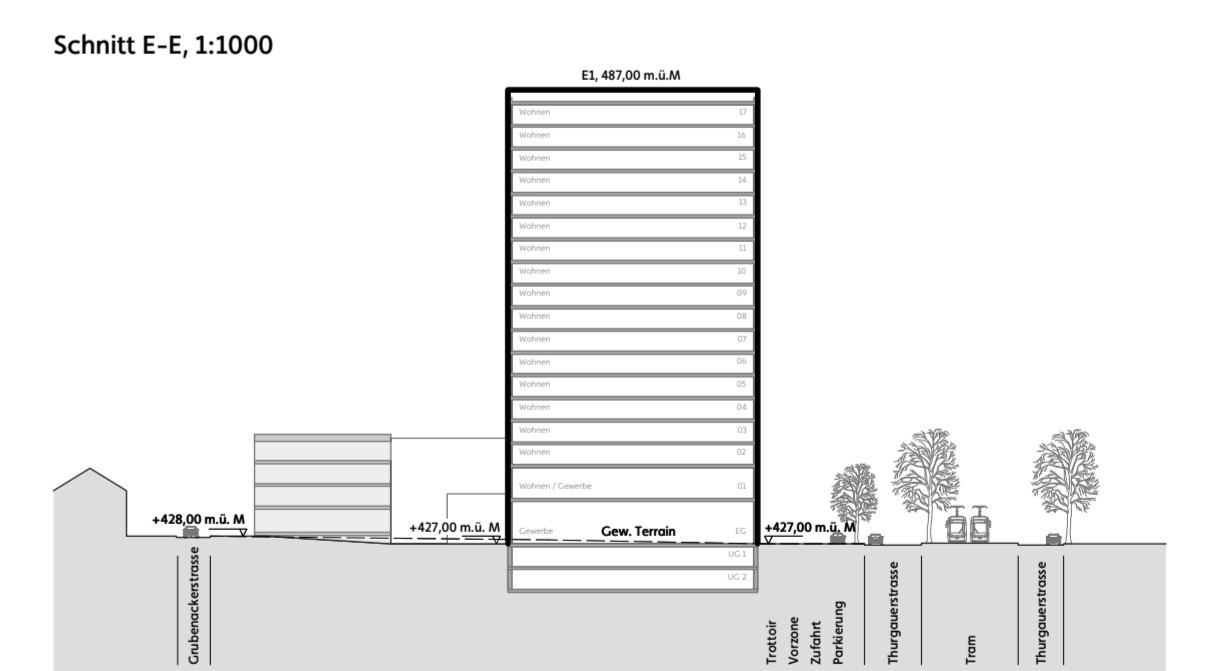 Schnitt E-E, 1:1000
E1, 487,00 m.ü.M
Wohnen 17
Wohnen 16
Wohnen 15
Wohnen 14
Wohnen 13
Wohnen 12
Wohnen 11
Wohnen 10
Wohnen 09
Wohnen 08
Wohnen 07
Wohnen 06
Wohnen 05
Wohnen 04
Wohnen 03
Wohnen 02
Wohnen / Gewerbe 01
+428,00 m.ü. M
+427,00 m.ü. M
Gewerbe Gew. Terrain EG
+427,00 m.ü. M
UG 1
UG 2
Grubenackerstrasse
Trottoir
Vorzone
Zufahrt
Parkierung
Thurgauerstrasse
Tram
Thurgauerstrasse